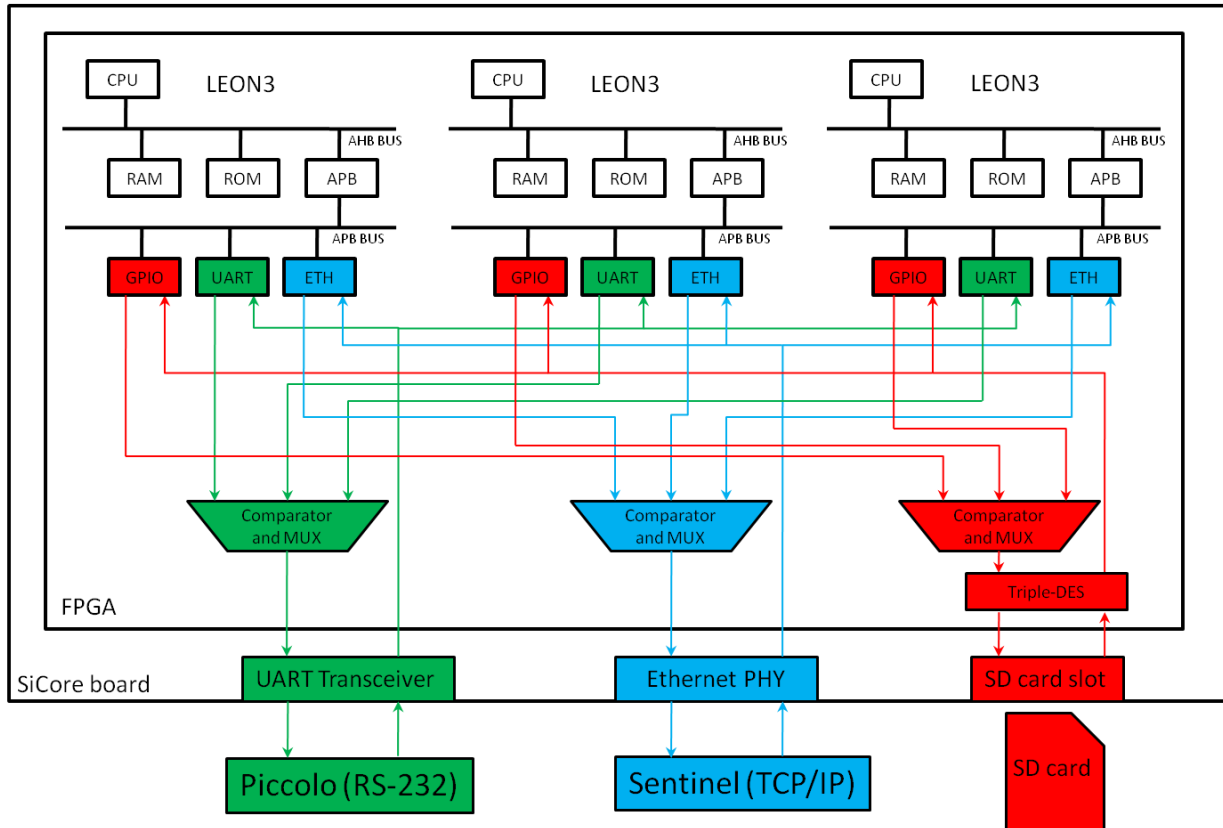 CPU
LEON3
CPU
LEON3
CPU
LEON3
AHB BUS
AHB BUS
AHB BUS
RAM
ROM
APB
RAM
ROM
APB
RAM
ROM
APB
APB BUS
APB BUS
APB BUS
GPIO
UART
ETH
GPIO
UART
ETH
GPIO
UART
ETH
Comparator
and MUX
Comparator
and MUX
Comparator
and MUX
Triple-DES
FPGA
UART Transceiver
Ethernet PHY
SD card slot
SiCore board
Piccolo (RS-232)
Sentinel (TCP/IP)
SD card